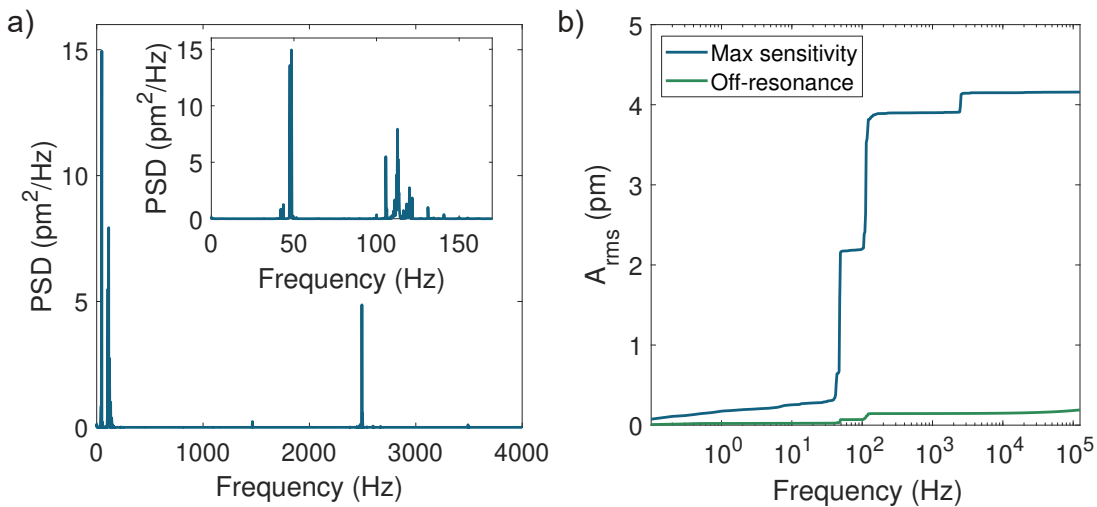 a)
15
10
5
0
PSD (pm²/Hz)
0
1000
2000
3000
4000
Frequency (Hz)
15
10
5
0
PSD (pm²/Hz)
0
50
100
150
Frequency (Hz)
b)
5
4
3
2
1
0
A_rms (pm)
Max sensitivity
Off-resonance
10⁰
10¹
10²
10³
10⁴
10⁵
Frequency (Hz)